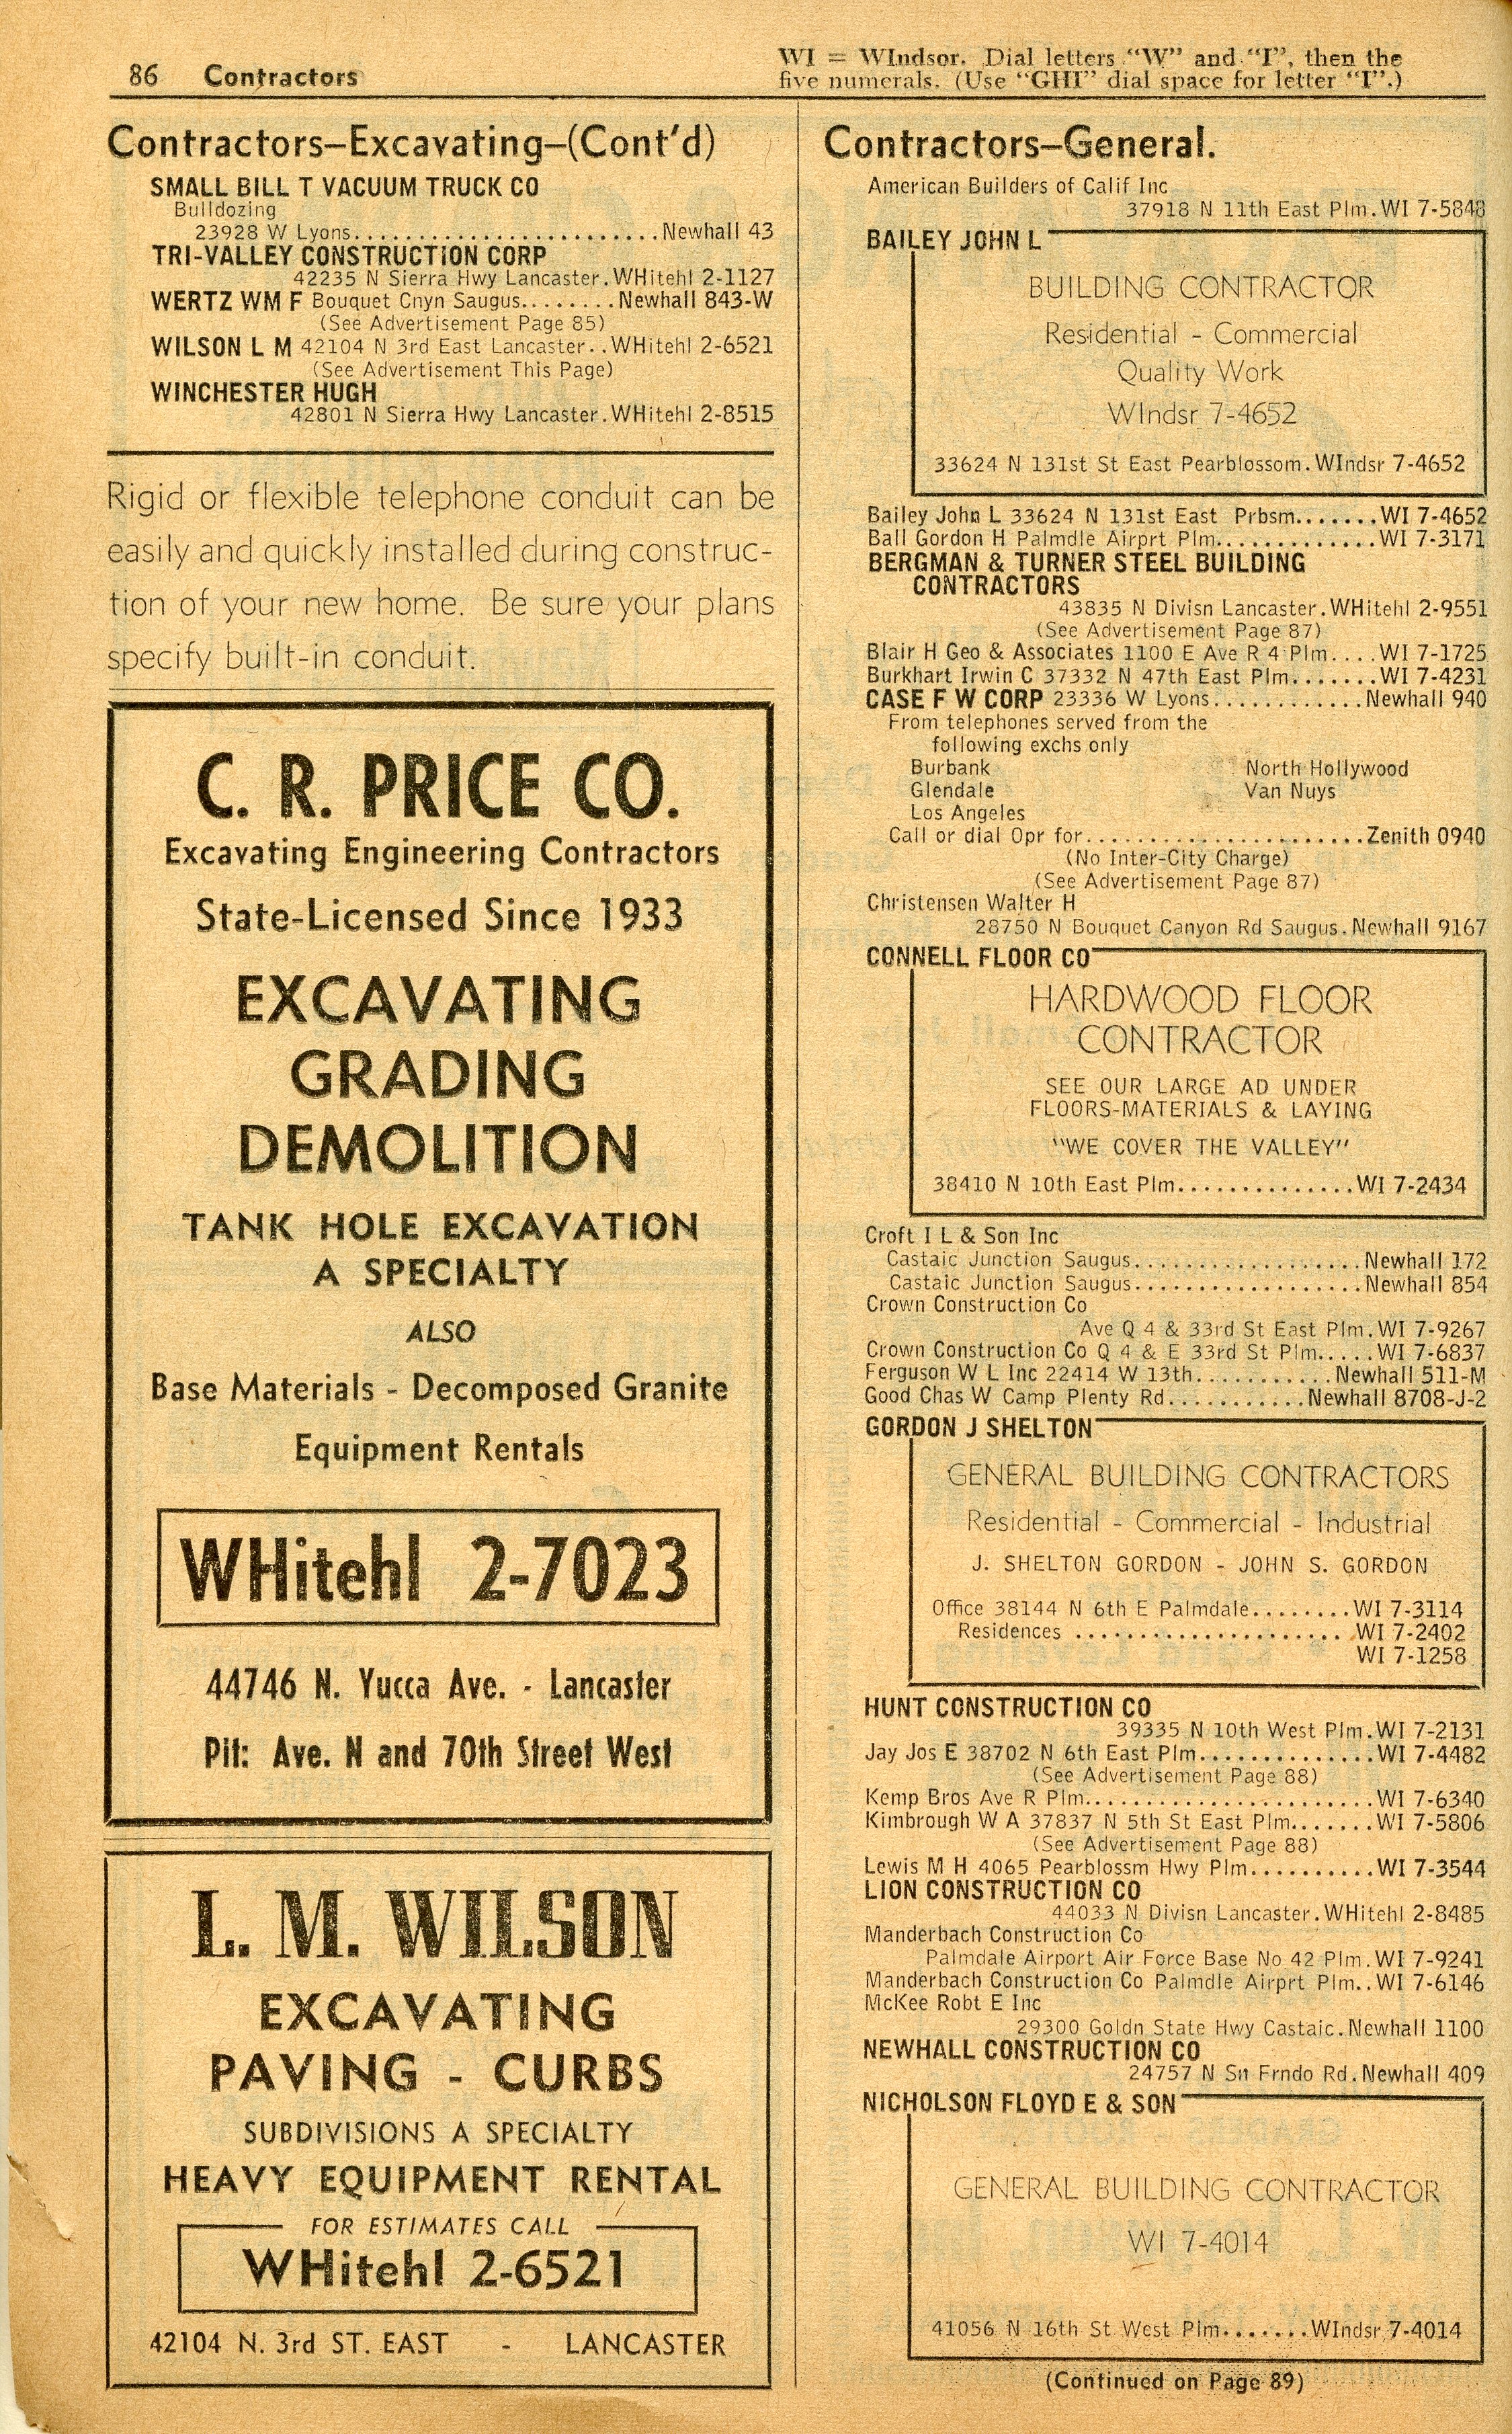 86 Contractors
WI = WIndsor. Dial letters "W" and "I", then the
five numerals. (Use "GHI" dial space for letter "I".)
Contractors–Excavating–(Cont'd)
SMALL BILL T VACUUM TRUCK CO
Bulldozing
23928 W Lyons........................Newhall 43
TRI-VALLEY CONSTRUCTION CORP
42235 N Sierra Hwy Lancaster.WHitehl 2-1127
WERTZ WM F Bouquet Cnyn Saugus........Newhall 843-W
(See Advertisement Page 85)
WILSON L M 42104 N 3rd East Lancaster..WHitehl 2-6521
(See Advertisement This Page)
WINCHESTER HUGH
42801 N Sierra Hwy Lancaster.WHitehl 2-8515
Rigid or flexible telephone conduit can be
easily and quickly installed during construc-
tion of your new home. Be sure your plans
specify built-in conduit.
C. R. PRICE CO.
Excavating Engineering Contractors
State-Licensed Since 1933
EXCAVATING
GRADING
DEMOLITION
TANK HOLE EXCAVATION
A SPECIALTY
ALSO
Base Materials - Decomposed Granite
Equipment Rentals
WHitehl 2-7023
44746 N. Yucca Ave. - Lancaster
Pit: Ave. N and 70th Street West
L. M. WILSON
EXCAVATING
PAVING - CURBS
SUBDIVISIONS A SPECIALTY
HEAVY EQUIPMENT RENTAL
FOR ESTIMATES CALL
WHitehl 2-6521
42104 N. 3rd ST. EAST - LANCASTER
Contractors–General.
American Builders of Calif Inc
37918 N 11th East Plm.WI 7-5848
BAILEY JOHN L
BUILDING CONTRACTOR
Residential - Commercial
Quality Work
WIndsr 7-4652
33624 N 131st St East Pearblossom.WIndsr 7-4652
Bailey John L 33624 N 131st East Prbsm.......WI 7-4652
Ball Gordon H Palmdle Airprt Plm.............WI 7-3171
BERGMAN & TURNER STEEL BUILDING
CONTRACTORS
43835 N Divisn Lancaster.WHitehl 2-9551
(See Advertisement Page 87)
Blair H Geo & Associates 1100 E Ave R 4 Plm....WI 7-1725
Burkhart Irwin C 37332 N 47th East Plm.......WI 7-4231
CASE F W CORP 23336 W Lyons............Newhall 940
From telephones served from the
following exchs only
Burbank North Hollywood
Glendale Van Nuys
Los Angeles
Call or dial Opr for......................Zenith 0940
(No Inter-City Charge)
(See Advertisement Page 87)
Christensen Walter H
28750 N Bouquet Canyon Rd Saugus.Newhall 9167
CONNELL FLOOR CO
HARDWOOD FLOOR
CONTRACTOR
SEE OUR LARGE AD UNDER
FLOORS-MATERIALS & LAYING
"WE COVER THE VALLEY"
38410 N 10th East Plm..............WI 7-2434
Croft I L & Son Inc
Castaic Junction Saugus..................Newhall 172
Castaic Junction Saugus..................Newhall 854
Crown Construction Co
Ave Q 4 & 33rd St East Plm.WI 7-9267
Crown Construction Co Q 4 & E 33rd St Plm.....WI 7-6837
Ferguson W L Inc 22414 W 13th...........Newhall 511-M
Good Chas W Camp Plenty Rd...........Newhall 8708-J-2
GORDON J SHELTON
GENERAL BUILDING CONTRACTORS
Residential - Commercial - Industrial
J. SHELTON GORDON - JOHN S. GORDON
Office 38144 N 6th E Palmdale........WI 7-3114
Residences .....................WI 7-2402
WI 7-1258
HUNT CONSTRUCTION CO
39335 N 10th West Plm.WI 7-2131
Jay Jos E 38702 N 6th East Plm..............WI 7-4482
(See Advertisement Page 88)
Kemp Bros Ave R Plm.......................WI 7-6340
Kimbrough W A 37837 N 5th St East Plm.......WI 7-5806
(See Advertisement Page 88)
Lewis M H 4065 Pearblossm Hwy Plm..........WI 7-3544
LION CONSTRUCTION CO
44033 N Divisn Lancaster.WHitehl 2-8485
Manderbach Construction Co
Palmdale Airport Air Force Base No 42 Plm.WI 7-9241
Manderbach Construction Co Palmdle Airprt Plm..WI 7-6146
McKee Robt E Inc
29300 Goldn State Hwy Castaic.Newhall 1100
NEWHALL CONSTRUCTION CO
24757 N Sn Frndo Rd.Newhall 409
NICHOLSON FLOYD E & SON
GENERAL BUILDING CONTRACTOR
WI 7-4014
41056 N 16th St West Plm.......WIndsr 7-4014
(Continued on Page 89)